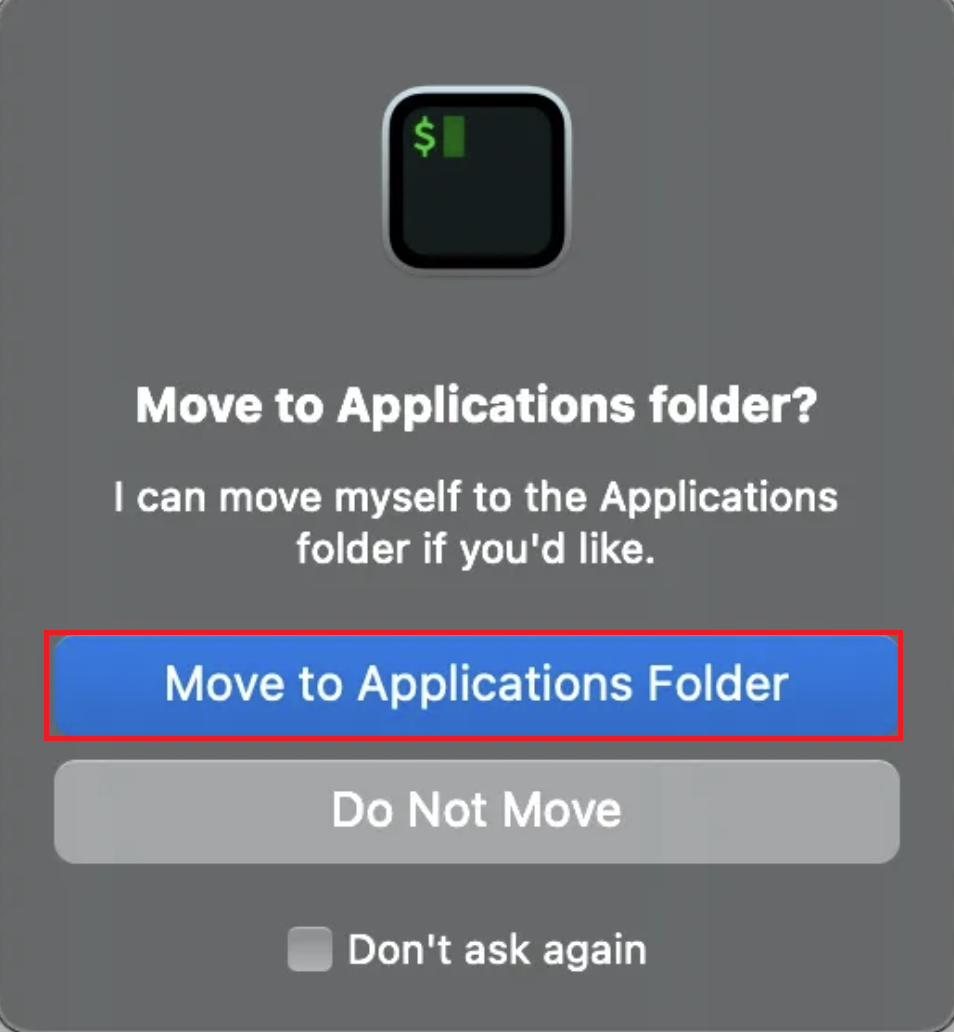 $
Move to Applications folder?
I can move myself to the Applications
folder if you'd like.
Move to Applications Folder
Do Not Move
Don't ask again